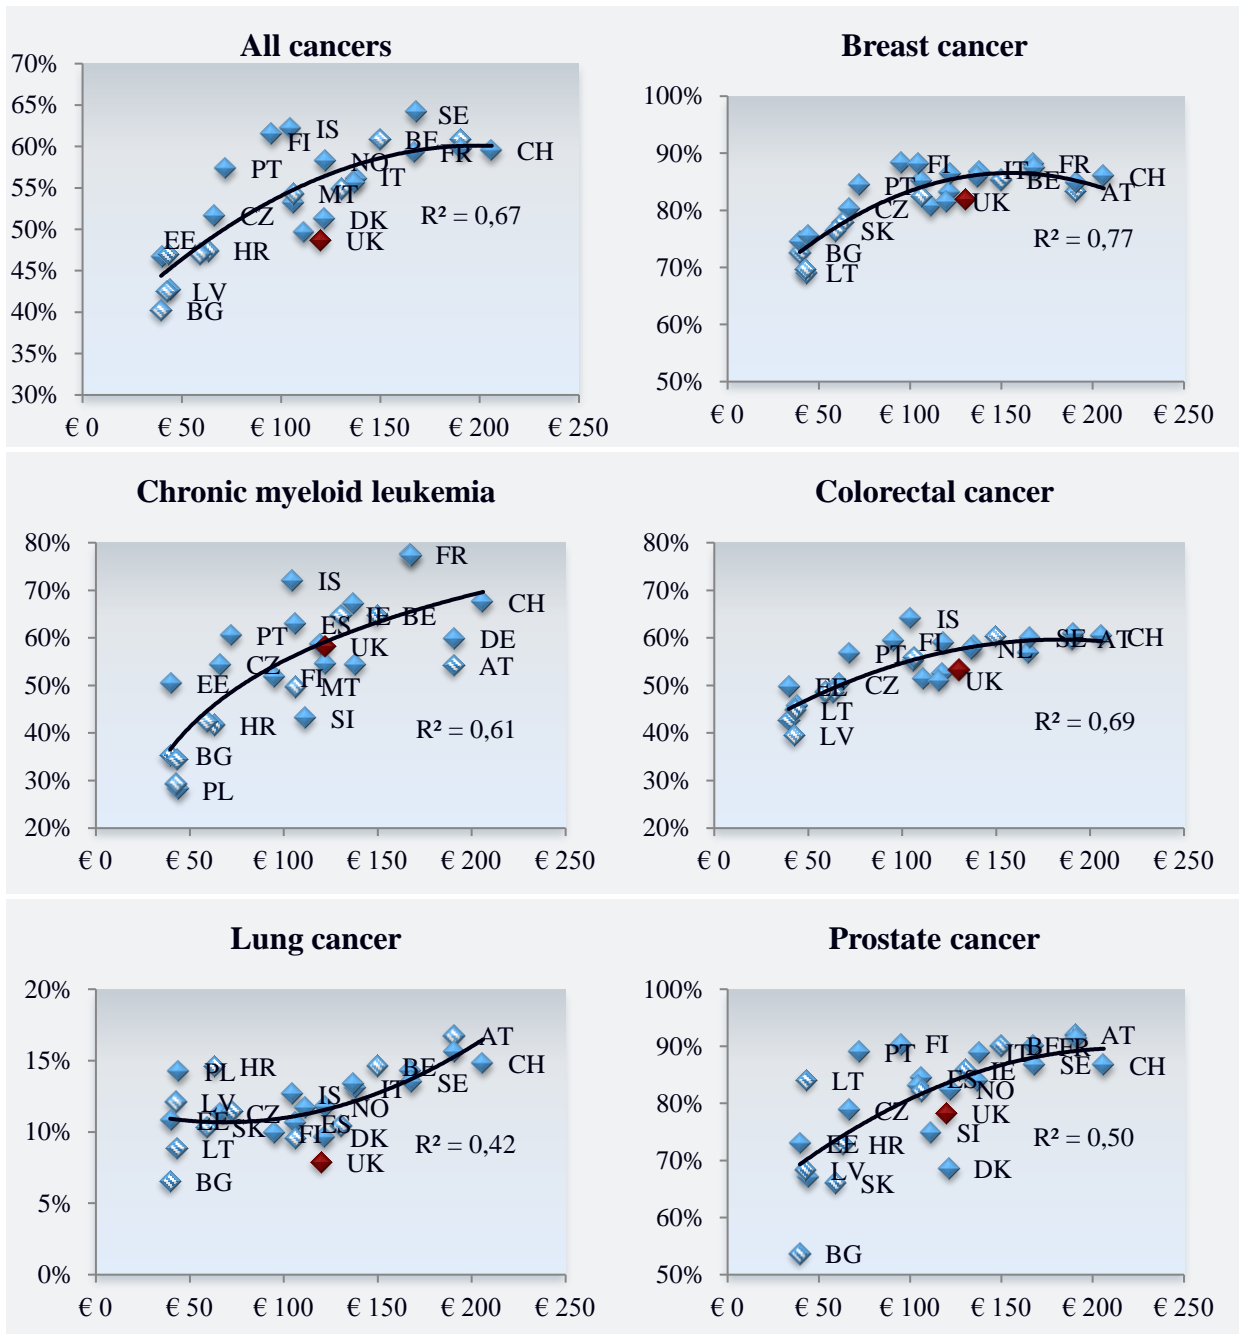 All cancers
70%
65%
60%
55%
50%
45%
40%
35%
30%
€ 0
€ 50
€ 100
€ 150
€ 200
€ 250
SE
IS
FI
BE
FR
CH
NO
PT
IT
MT
CZ
DK
R² = 0,67
UK
EE
HR
LV
BG
Breast cancer
100%
90%
80%
70%
60%
50%
€ 0
€ 50
€ 100
€ 150
€ 200
€ 250
FI
IT
FR
BE
CH
PT
AT
CZ
UK
SK
R² = 0,77
BG
LT
Chronic myeloid leukemia
80%
70%
60%
50%
40%
30%
20%
€ 0
€ 50
€ 100
€ 150
€ 200
€ 250
FR
IS
CH
IE
BE
ES
PT
UK
DE
CZ
AT
EE
FI
MT
SI
HR
R² = 0,61
BG
PL
Colorectal cancer
80%
70%
60%
50%
40%
30%
20%
€ 0
€ 50
€ 100
€ 150
€ 200
€ 250
IS
FI
SE
AT
CH
NL
PT
EE
CZ
UK
LT
LV
R² = 0,69
Lung cancer
20%
15%
10%
5%
0%
€ 0
€ 50
€ 100
€ 150
€ 200
€ 250
AT
PL
HR
BE
CH
LV
IS
IT
SE
EE
CZ
NO
SK
ES
FI
DK
LT
UK
R² = 0,42
BG
Prostate cancer
100%
90%
80%
70%
60%
50%
€ 0
€ 50
€ 100
€ 150
€ 200
€ 250
PT
FI
IT
BE
FR
AT
SE
CH
LT
ES
IE
NO
CZ
UK
EE
HR
SI
R² = 0,50
LV
SK
DK
BG